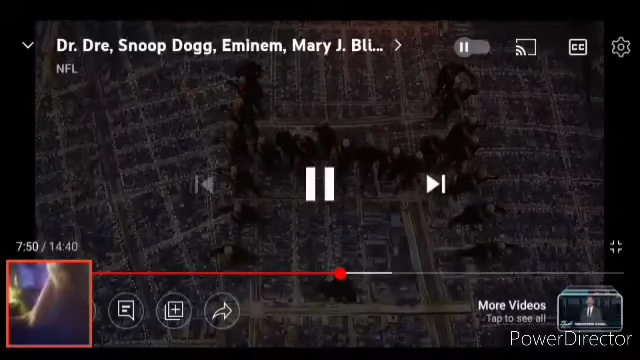 Dr. Dre, Snoop Dogg, Eminem, Mary J. Bli...
NFL
CC
7:50 / 14:40
More Videos
Tap to see all
PowerDirector